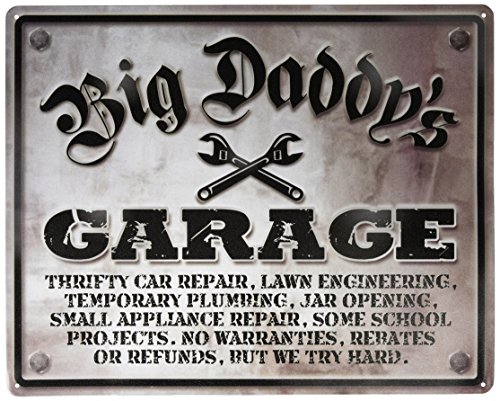 Big Daddy's
GARAGE
THRIFTY CAR REPAIR, LAWN ENGINEERING,
TEMPORARY PLUMBING, JAR OPENING,
SMALL APPLIANCE REPAIR, SOME SCHOOL
PROJECTS. NO WARRANTIES, REBATES
OR REFUNDS, BUT WE TRY HARD.